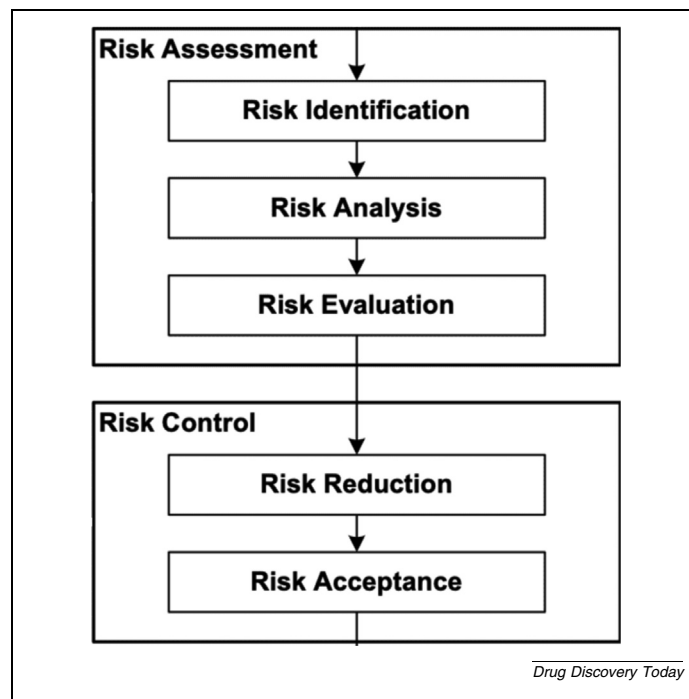 Risk Assessment
Risk Identification
Risk Analysis
Risk Evaluation
Risk Control
Risk Reduction
Risk Acceptance
Drug Discovery Today